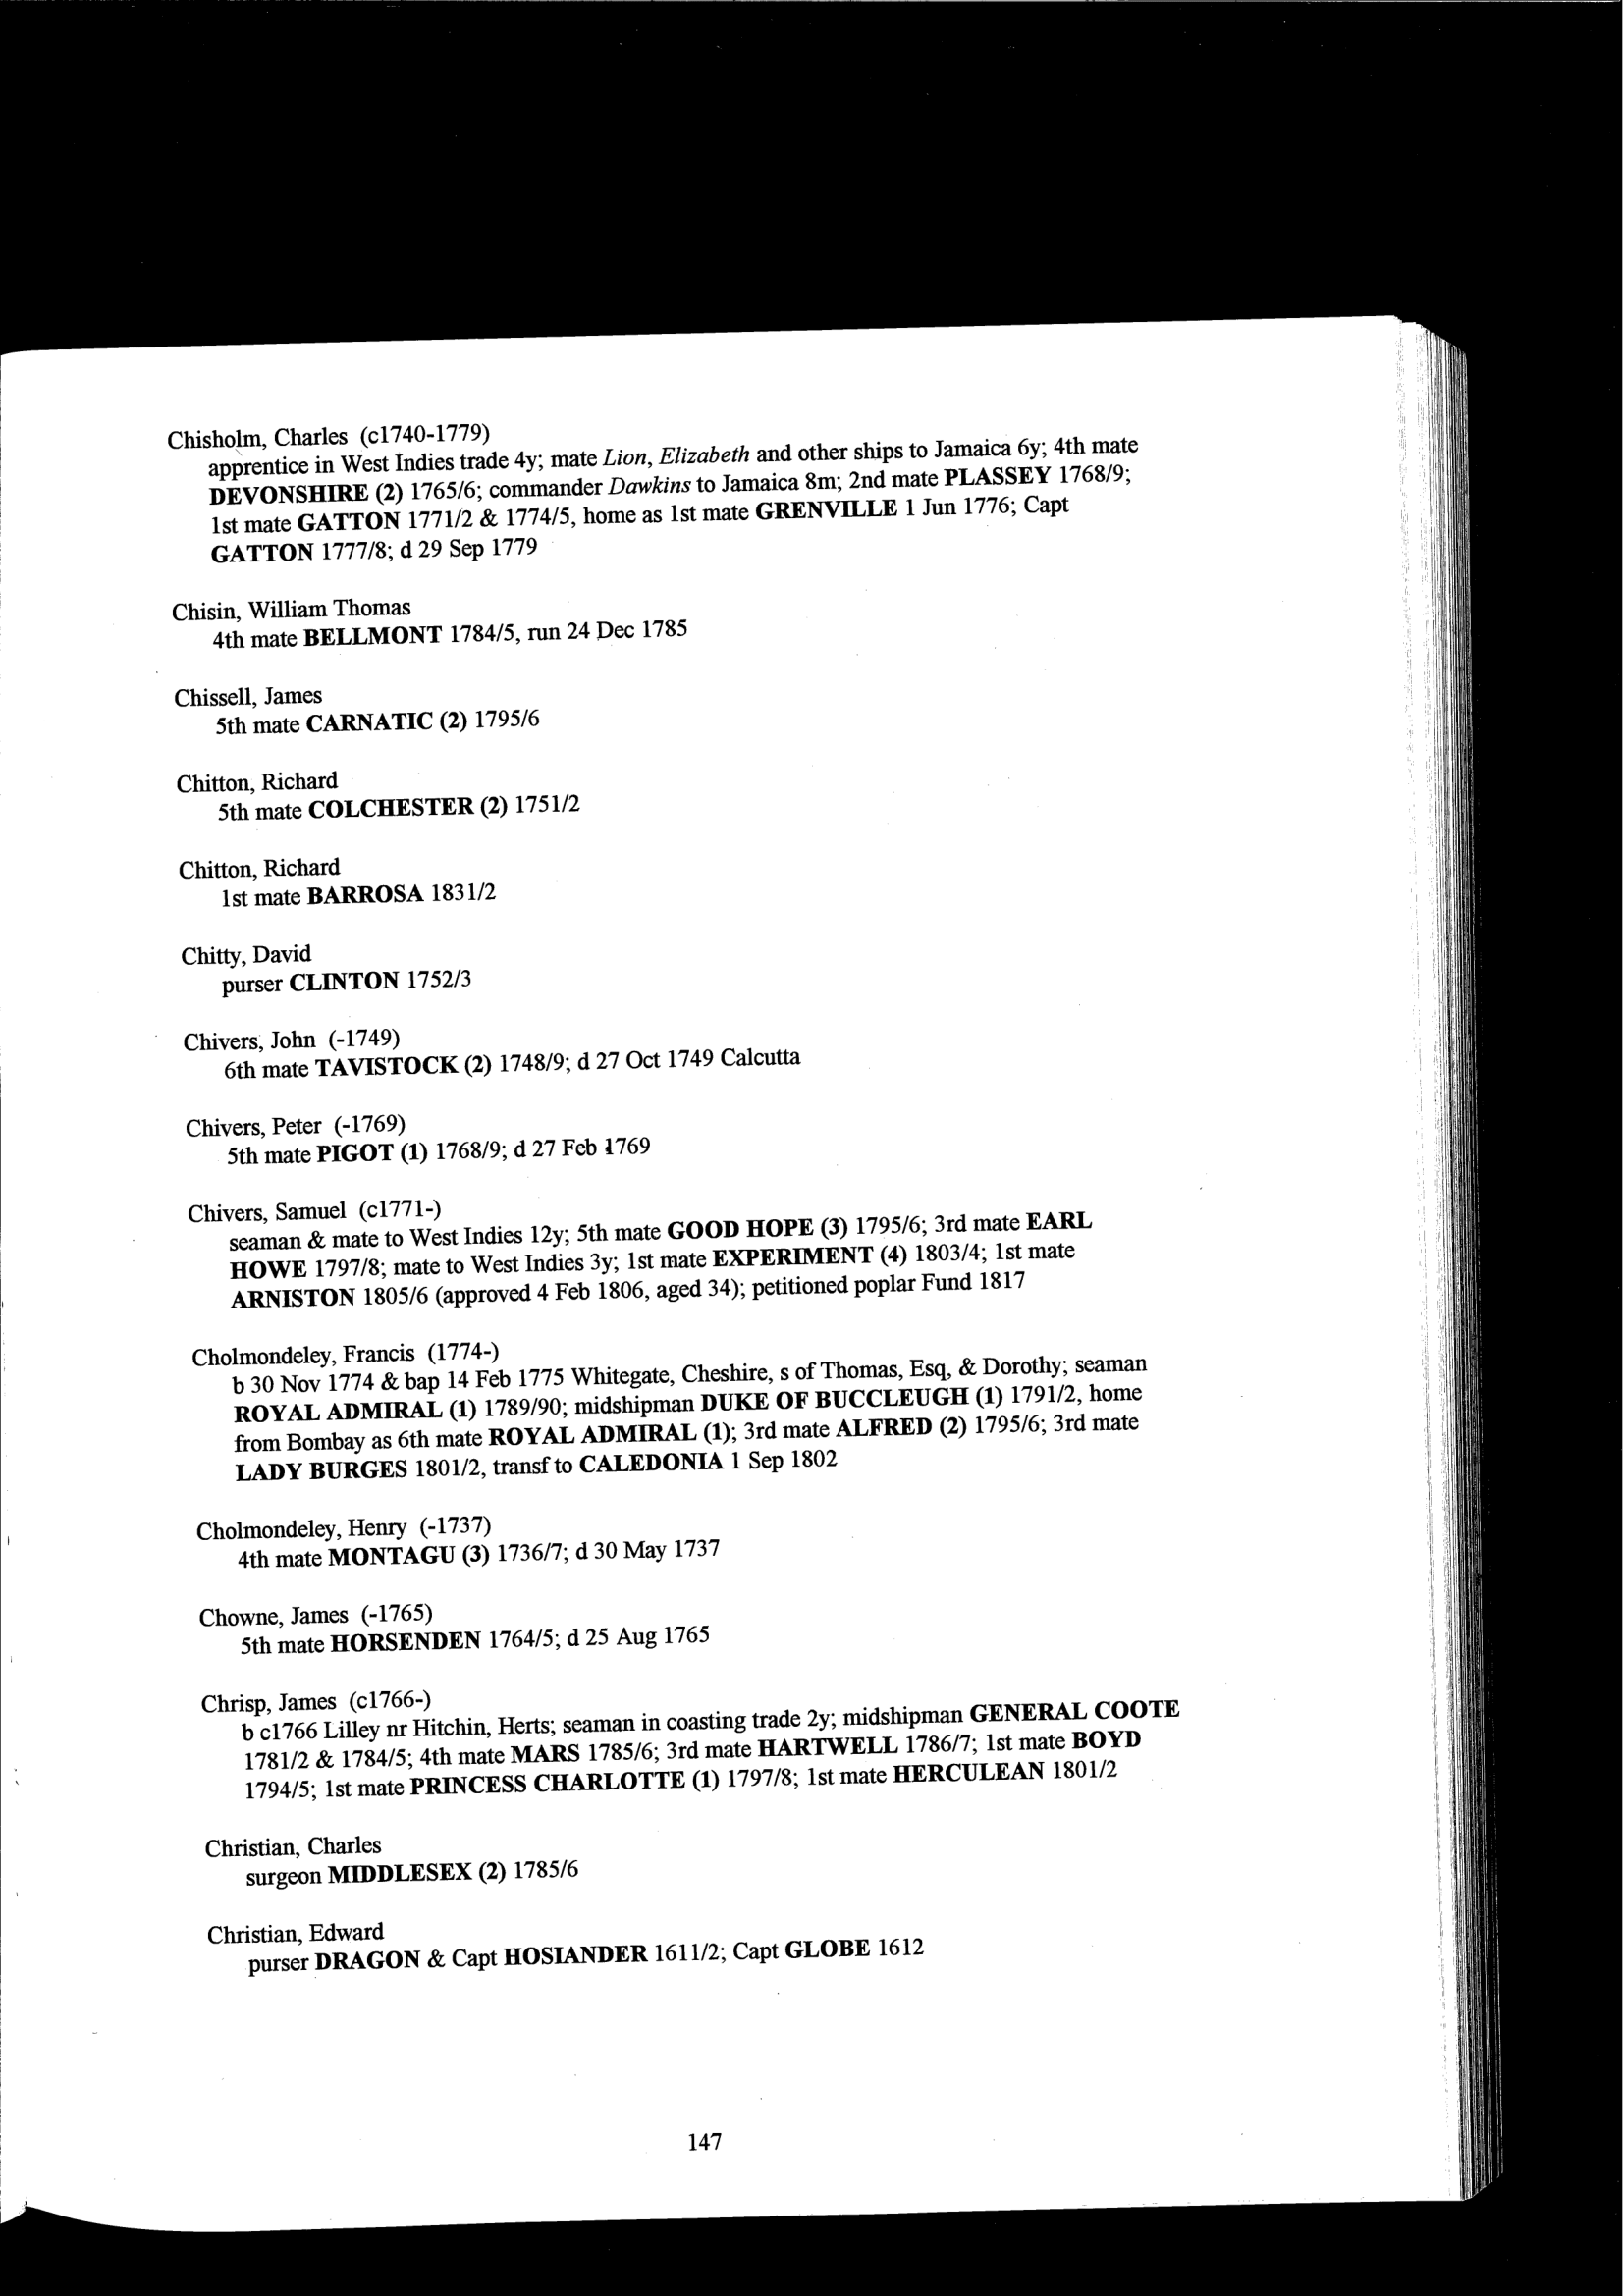 Chisholm, Charles (c1740-1779)
apprentice in West Indies trade 4y; mate Lion, Elizabeth and other ships to Jamaica 6y; 4th mate
DEVONSHIRE (2) 1765/6; commander Dawkins to Jamaica 8m; 2nd mate PLASSEY 1768/9;
1st mate GATTON 1771/2 & 1774/5, home as 1st mate GRENVILLE 1 Jun 1776; Capt
GATTON 1777/8; d 29 Sep 1779
Chisin, William Thomas
4th mate BELLMONT 1784/5, run 24 Dec 1785
Chissell, James
5th mate CARNATIC (2) 1795/6
Chitton, Richard
5th mate COLCHESTER (2) 1751/2
Chitton, Richard
1st mate BARROSA 1831/2
Chitty, David
purser CLINTON 1752/3
Chivers, John (-1749)
6th mate TAVISTOCK (2) 1748/9; d 27 Oct 1749 Calcutta
Chivers, Peter (-1769)
5th mate PIGOT (1) 1768/9; d 27 Feb 1769
Chivers, Samuel (c1771-)
seaman & mate to West Indies 12y; 5th mate GOOD HOPE (3) 1795/6; 3rd mate EARL
HOWE 1797/8; mate to West Indies 3y; 1st mate EXPERIMENT (4) 1803/4; 1st mate
ARNISTON 1805/6 (approved 4 Feb 1806, aged 34); petitioned poplar Fund 1817
Cholmondeley, Francis (1774-)
b 30 Nov 1774 & bap 14 Feb 1775 Whitegate, Cheshire, s of Thomas, Esq, & Dorothy; seaman
ROYAL ADMIRAL (1) 1789/90; midshipman DUKE OF BUCCLEUGH (1) 1791/2, home
from Bombay as 6th mate ROYAL ADMIRAL (1); 3rd mate ALFRED (2) 1795/6; 3rd mate
LADY BURGES 1801/2, transf to CALEDONIA 1 Sep 1802
Cholmondeley, Henry (-1737)
4th mate MONTAGU (3) 1736/7; d 30 May 1737
Chowne, James (-1765)
5th mate HORSENDEN 1764/5; d 25 Aug 1765
Chrisp, James (c1766-)
b c1766 Lilley nr Hitchin, Herts; seaman in coasting trade 2y; midshipman GENERAL COOTE
1781/2 & 1784/5; 4th mate MARS 1785/6; 3rd mate HARTWELL 1786/7; 1st mate BOYD
1794/5; 1st mate PRINCESS CHARLOTTE (1) 1797/8; 1st mate HERCULEAN 1801/2
Christian, Charles
surgeon MIDDLESEX (2) 1785/6
Christian, Edward
purser DRAGON & Capt HOSIANDER 1611/2; Capt GLOBE 1612
147